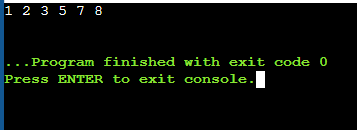 1 2 3 5 7 8
...Program finished with exit code 0
Press ENTER to exit console.